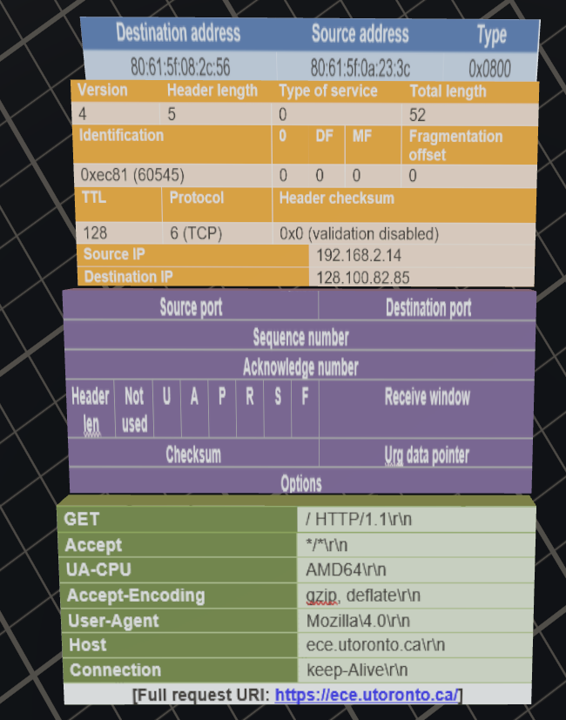 Destination address Source address Type
80:61:5f:08:2c:56 80:61:5f:0a:23:3c 0x0800
Version Header length Type of service Total length
4 5 0 52
Identification 0 DF MF Fragmentation
offset
0xec81 (60545) 0 0 0 0
TTL Protocol Header checksum
128 6 (TCP) 0x0 (validation disabled)
Source IP 192.168.2.14
Destination IP 128.100.82.85
Source port Destination port
Sequence number
Acknowledge number
Header Not U A P R S F Receive window
len used
Checksum Urg data pointer
Options
GET / HTTP/1.1\r\n
Accept */*\r\n
UA-CPU AMD64\r\n
Accept-Encoding gzip, deflate\r\n
User-Agent Mozilla\4.0\r\n
Host ece.utoronto.ca\r\n
Connection keep-Alive\r\n
[Full request URI: https://ece.utoronto.ca/]